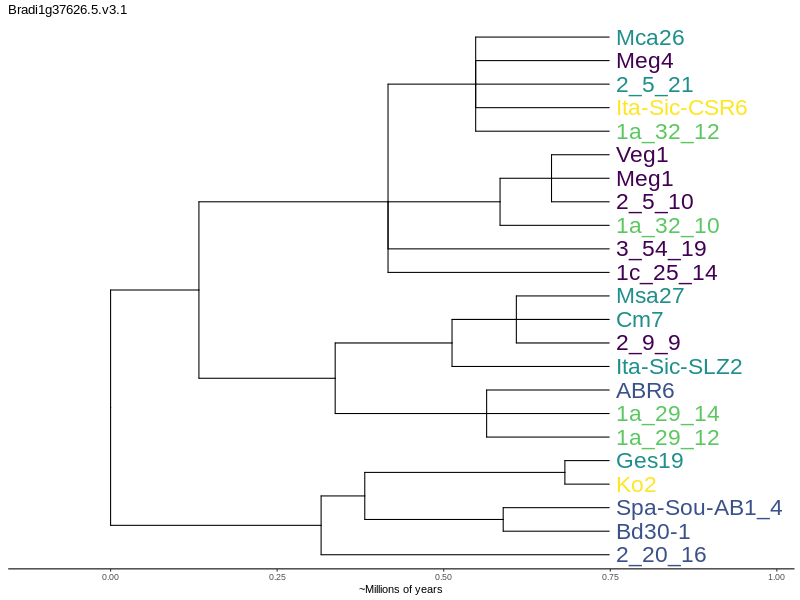 Bradi1g37626.5.v3.1
Mca26
Meg4
2_5_21
Ita-Sic-CSR6
1a_32_12
Veg1
Meg1
2_5_10
1a_32_10
3_54_19
1c_25_14
Msa27
Cm7
2_9_9
Ita-Sic-SLZ2
ABR6
1a_29_14
1a_29_12
Ges19
Ko2
Spa-Sou-AB1_4
Bd30-1
2_20_16
0.00 0.25 0.50 0.75 1.00
~Millions of years